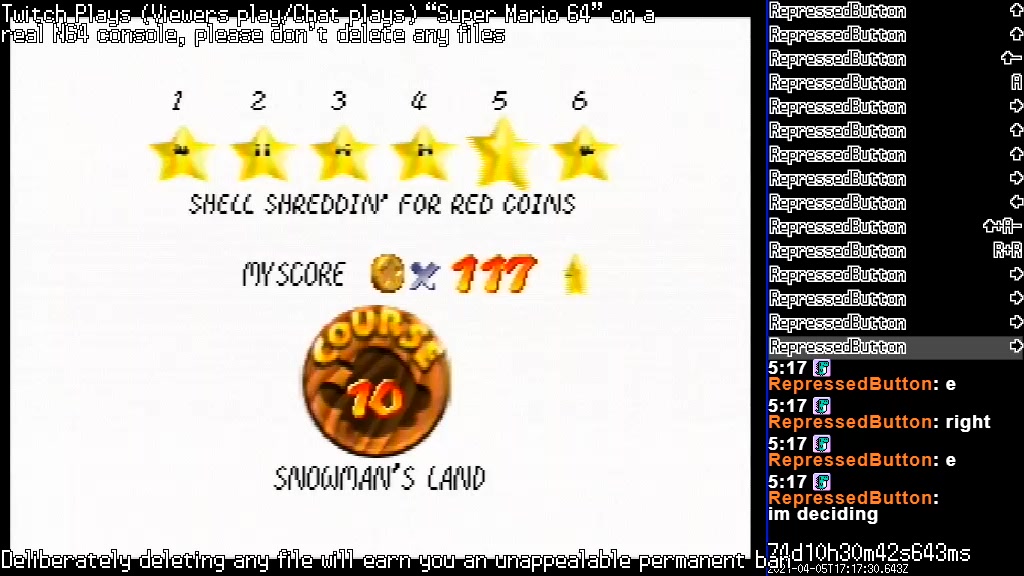 Twitch Plays (Viewers play/Chat plays) “Super Mario 64” on a
real N64 console, please don't delete any files
1 2 3 4 5 6
SHELL SHREDDIN' FOR RED COINS
MY SCORE × 117
COURSE
10
SNOWMAN'S LAND
Deliberately deleting any file will earn you an unappealable permanent ban
RepressedButton ↑
RepressedButton ↑
RepressedButton ↑-
RepressedButton A
RepressedButton →
RepressedButton ↑
RepressedButton ↑
RepressedButton →
RepressedButton ←
RepressedButton ↑+A-
RepressedButton R+R
RepressedButton →
RepressedButton →
RepressedButton →
RepressedButton →
5:17
RepressedButton: e
5:17
RepressedButton: right
5:17
RepressedButton: e
5:17
RepressedButton:
im deciding
74d10h30m42s643ms
2021-04-05T17:17:30.643Z